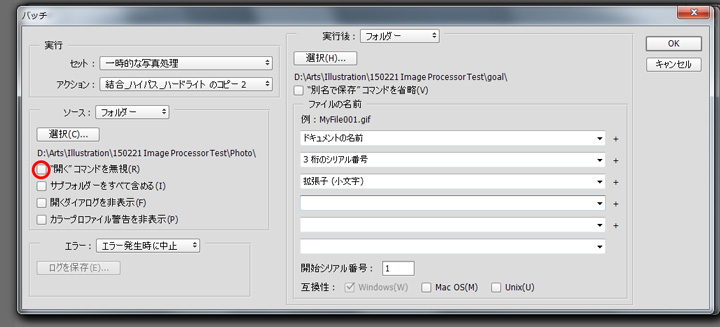 バッチ
実行
セット： 一時的な写真処理
アクション： 結合_ハイパス_ハードライト のコピー 2
ソース： フォルダー
選択(C)...
D:\Arts\Illustration\150221 Image Processor Test\Photo\
"開く" コマンドを無視(R)
サブフォルダーをすべて含める(I)
開くダイアログを非表示(F)
カラープロファイル警告を非表示(P)
エラー： エラー発生時に中止
ログを保存(E)...
実行後： フォルダー
選択(H)...
D:\Arts\Illustration\150221 Image Processor Test\goal\
"別名で保存" コマンドを省略(V)
ファイルの名前
例： MyFile001.gif
ドキュメントの名前 +
3 桁のシリアル番号 +
拡張子 (小文字) +
+
+
開始シリアル番号： 1
互換性： Windows(W) Mac OS(M) Unix(U)
OK
キャンセル